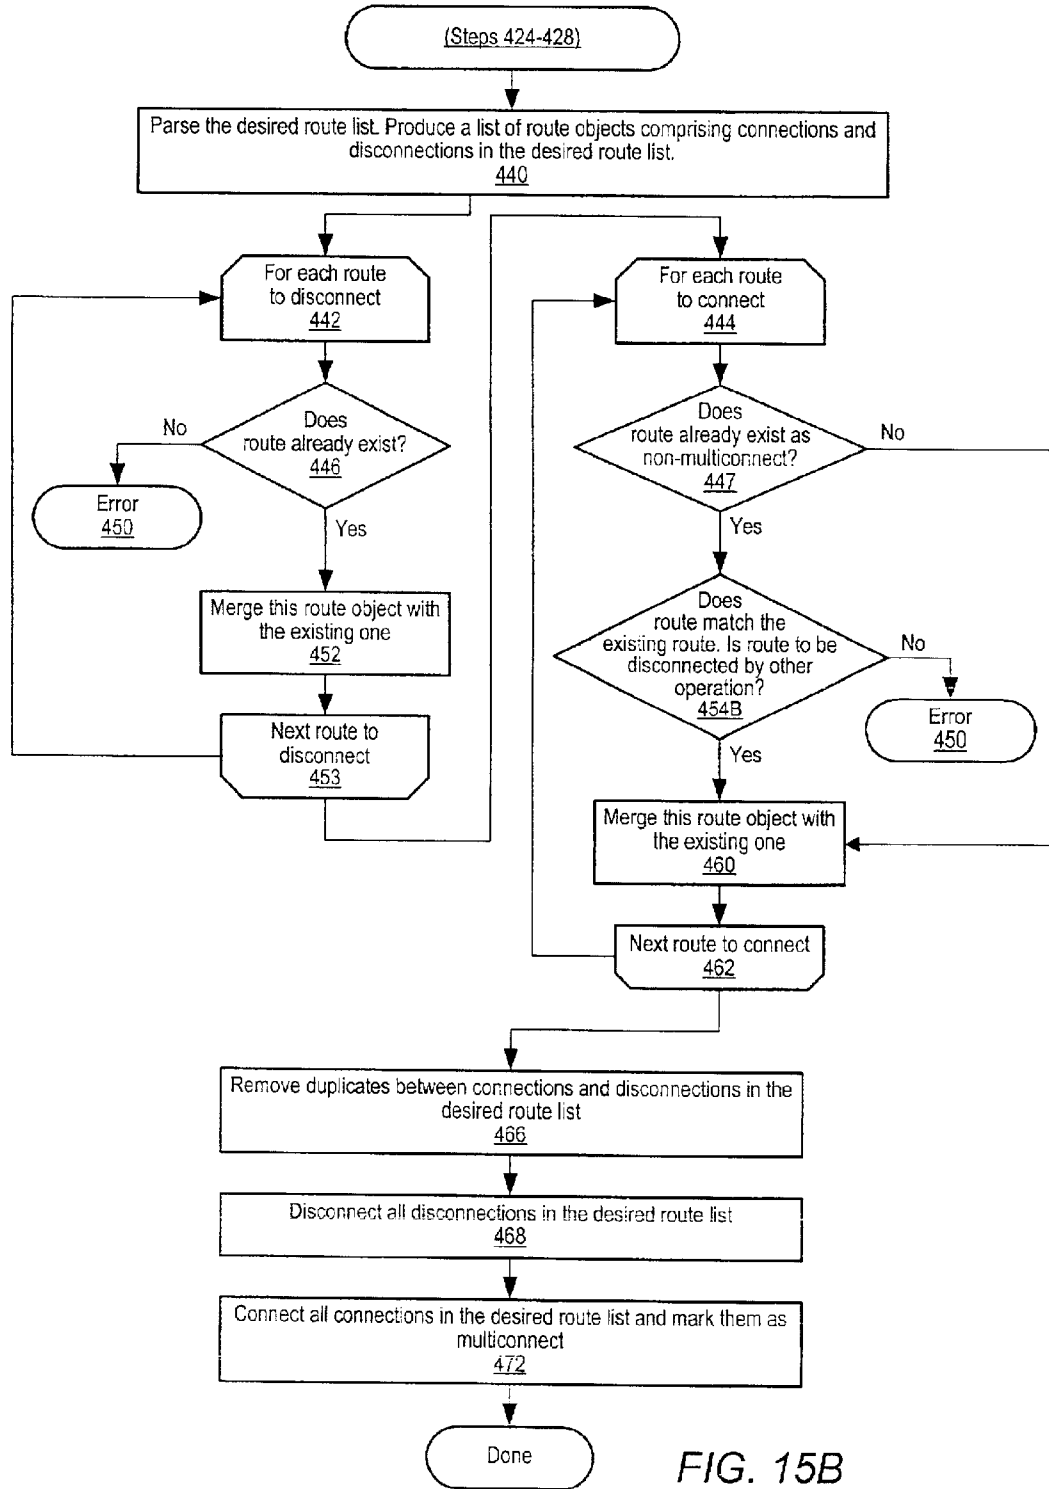 (Steps 424-428)
Parse the desired route list. Produce a list of route objects comprising connections and
disconnections in the desired route list.
440
For each route
to disconnect
442
Does
route already exist?
446
No
Error
450
Yes
Merge this route object with
the existing one
452
Next route to
disconnect
453
For each route
to connect
444
Does
route already exist as
non-multiconnect?
447
No
Yes
Does
route match the
existing route. Is route to be
disconnected by other
operation?
454B
No
Error
450
Yes
Merge this route object with
the existing one
460
Next route to connect
462
Remove duplicates between connections and disconnections in the
desired route list
466
Disconnect all disconnections in the desired route list
468
Connect all connections in the desired route list and mark them as
multiconnect
472
Done
FIG. 15B